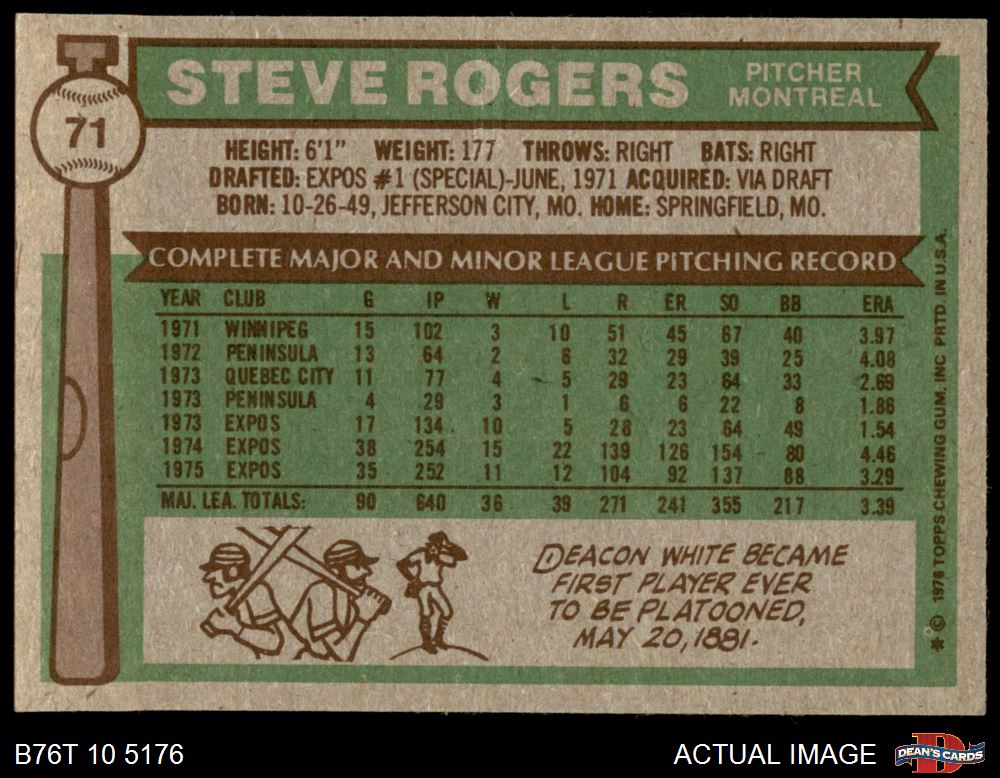 71
STEVE ROGERS PITCHER MONTREAL
HEIGHT: 6'1" WEIGHT: 177 THROWS: RIGHT BATS: RIGHT
DRAFTED: EXPOS #1 (SPECIAL)-JUNE, 1971 ACQUIRED: VIA DRAFT
BORN: 10-26-49, JEFFERSON CITY, MO. HOME: SPRINGFIELD, MO.
COMPLETE MAJOR AND MINOR LEAGUE PITCHING RECORD
YEAR CLUB G IP W L R ER SO BB ERA
1971 WINNIPEG 15 102 3 10 51 45 67 40 3.97
1972 PENINSULA 13 64 2 6 32 29 39 25 4.08
1973 QUEBEC CITY 11 77 4 5 29 23 64 33 2.69
1973 PENINSULA 4 29 3 1 6 6 22 8 1.86
1973 EXPOS 17 134 10 5 28 23 64 49 1.54
1974 EXPOS 38 254 15 22 139 126 154 80 4.46
1975 EXPOS 35 252 11 12 104 92 137 88 3.29
MAJ. LEA. TOTALS: 90 640 36 39 271 241 355 217 3.39
DEACON WHITE BECAME
FIRST PLAYER EVER
TO BE PLATOONED,
MAY 20, 1881.
* © 1976 TOPPS CHEWING GUM, INC PRTD. IN U.S.A.
B76T 10 5176
ACTUAL IMAGE
D
DEAN'S CARDS